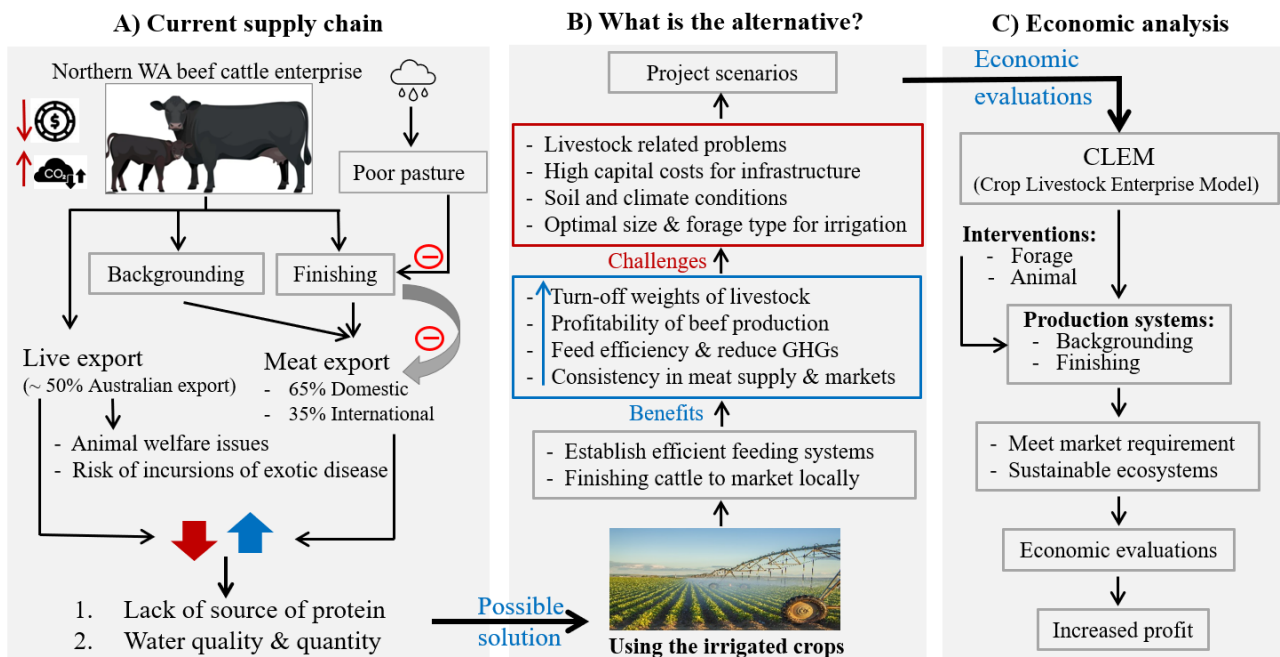 A) Current supply chain
Northern WA beef cattle enterprise
$
CO₂
Poor pasture
Backgrounding
Finishing
Live export
(~ 50% Australian export)
Meat export
- 65% Domestic
- 35% International
- Animal welfare issues
- Risk of incursions of exotic disease
1. Lack of source of protein
2. Water quality & quantity
Possible
solution
B) What is the alternative?
Project scenarios
- Livestock related problems
- High capital costs for infrastructure
- Soil and climate conditions
- Optimal size & forage type for irrigation
Challenges
- Turn-off weights of livestock
- Profitability of beef production
- Feed efficiency & reduce GHGs
- Consistency in meat supply & markets
Benefits
- Establish efficient feeding systems
- Finishing cattle to market locally
Using the irrigated crops
C) Economic analysis
Economic
evaluations
CLEM
(Crop Livestock Enterprise Model)
Interventions:
- Forage
- Animal
Production systems:
- Backgrounding
- Finishing
- Meet market requirement
- Sustainable ecosystems
Economic evaluations
Increased profit